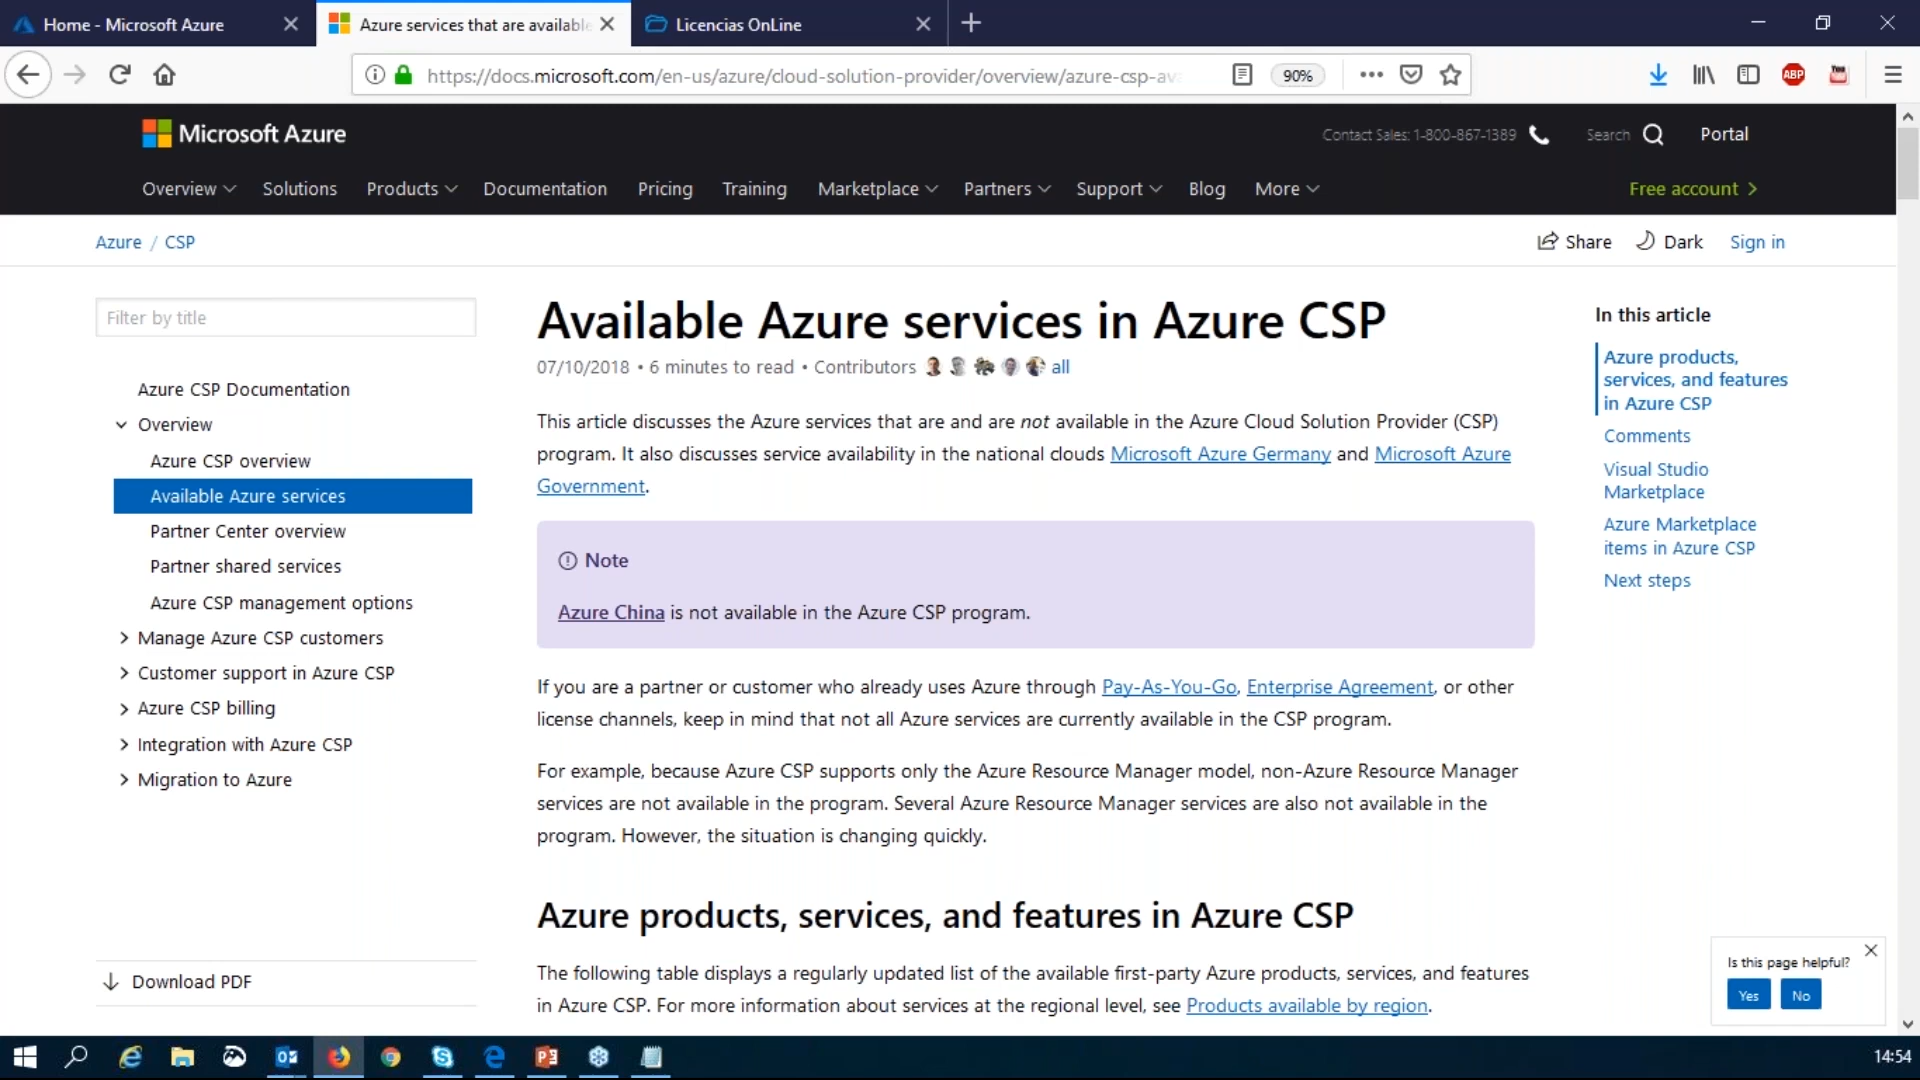 Home - Microsoft Azure
Azure services that are available
Licencias OnLine
https://docs.microsoft.com/en-us/azure/cloud-solution-provider/overview/azure-csp-av
90%
ABP
You
Microsoft Azure
Contact Sales: 1-800-867-1389
Search
Portal
Overview
Solutions
Products
Documentation
Pricing
Training
Marketplace
Partners
Support
Blog
More
Free account
Azure / CSP
Share
Dark
Sign in
Filter by title
Azure CSP Documentation
Overview
Azure CSP overview
Available Azure services
Partner Center overview
Partner shared services
Azure CSP management options
Manage Azure CSP customers
Customer support in Azure CSP
Azure CSP billing
Integration with Azure CSP
Migration to Azure
Download PDF
Available Azure services in Azure CSP
07/10/2018 • 6 minutes to read • Contributors all
This article discusses the Azure services that are and are not available in the Azure Cloud Solution Provider (CSP)
program. It also discusses service availability in the national clouds Microsoft Azure Germany and Microsoft Azure
Government.
Note
Azure China is not available in the Azure CSP program.
If you are a partner or customer who already uses Azure through Pay-As-You-Go, Enterprise Agreement, or other
license channels, keep in mind that not all Azure services are currently available in the CSP program.
For example, because Azure CSP supports only the Azure Resource Manager model, non-Azure Resource Manager
services are not available in the program. Several Azure Resource Manager services are also not available in the
program. However, the situation is changing quickly.
Azure products, services, and features in Azure CSP
The following table displays a regularly updated list of the available first-party Azure products, services, and features
in Azure CSP. For more information about services at the regional level, see Products available by region.
In this article
Azure products,
services, and features
in Azure CSP
Comments
Visual Studio
Marketplace
Azure Marketplace
items in Azure CSP
Next steps
Is this page helpful?
Yes
No
14:54